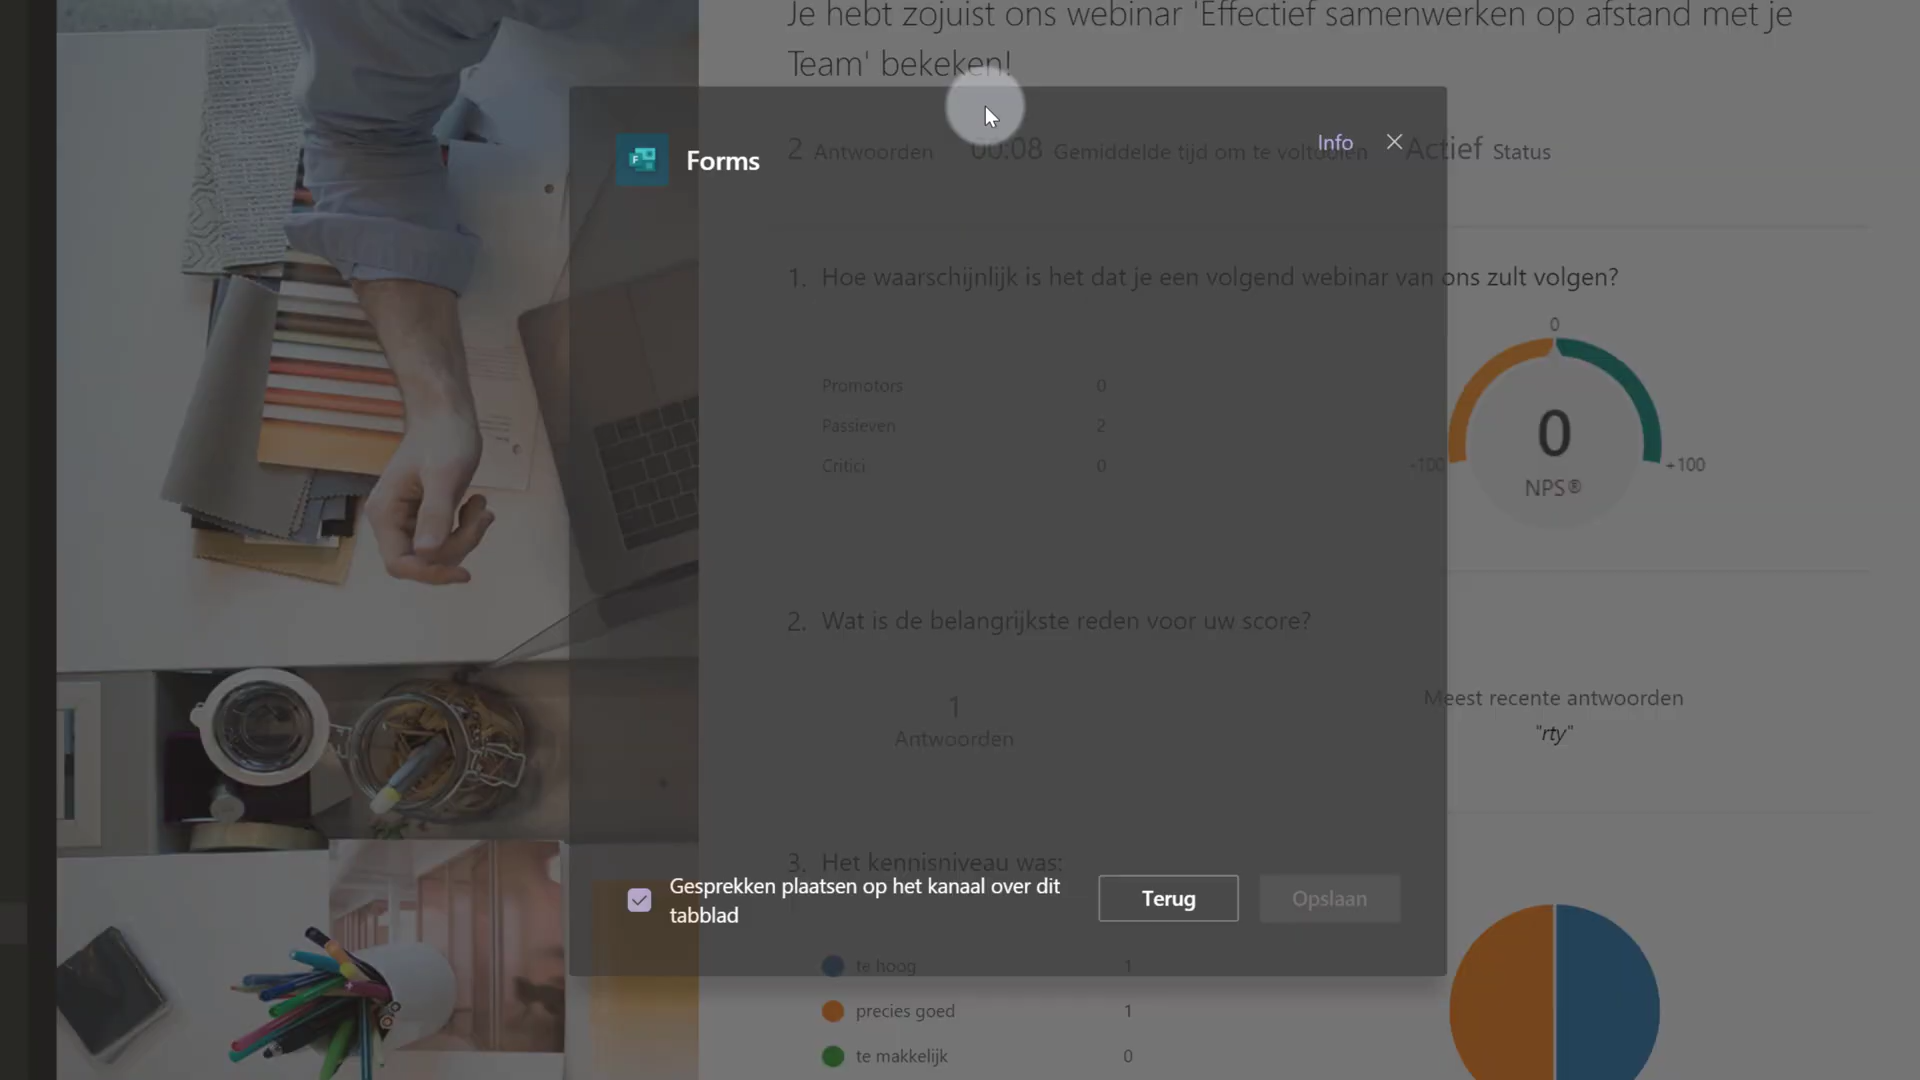 Je hebt zojuist ons webinar 'Effectief samenwerken op afstand met je
Team' bekeken!
Forms
Info
2 Antwoorden
00:08 Gemiddelde tijd om te voltooien
Actief Status
1. Hoe waarschijnlijk is het dat je een volgend webinar van ons zult volgen?
Promotors 0
Passieven 2
Critici 0
0
-100
+100
0
NPS®
2. Wat is de belangrijkste reden voor uw score?
1
Antwoorden
Meest recente antwoorden
"rty"
3. Het kennisniveau was:
Gesprekken plaatsen op het kanaal over dit
tabblad
Terug
Opslaan
te hoog 1
precies goed 1
te makkelijk 0